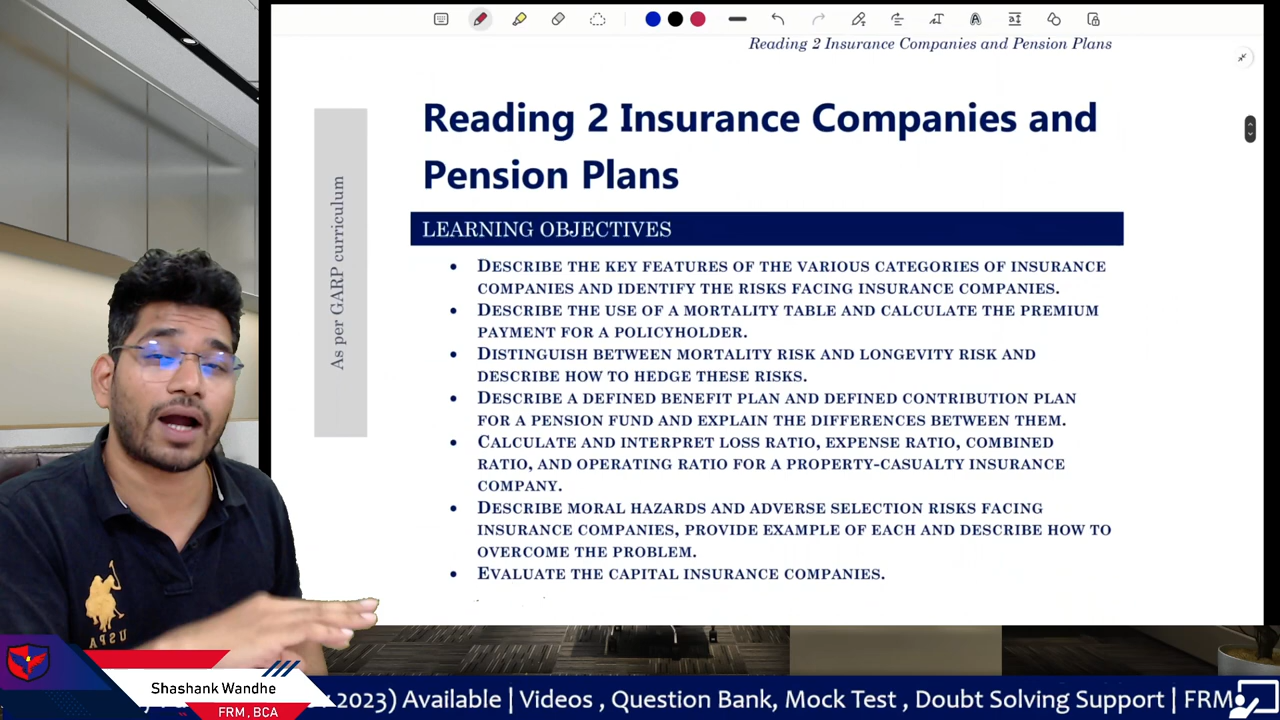 Reading 2 Insurance Companies and Pension Plans
Reading 2 Insurance Companies and
Pension Plans
As per GARP curriculum
LEARNING OBJECTIVES
• DESCRIBE THE KEY FEATURES OF THE VARIOUS CATEGORIES OF INSURANCE
COMPANIES AND IDENTIFY THE RISKS FACING INSURANCE COMPANIES.
• DESCRIBE THE USE OF A MORTALITY TABLE AND CALCULATE THE PREMIUM
PAYMENT FOR A POLICYHOLDER.
• DISTINGUISH BETWEEN MORTALITY RISK AND LONGEVITY RISK AND
DESCRIBE HOW TO HEDGE THESE RISKS.
• DESCRIBE A DEFINED BENEFIT PLAN AND DEFINED CONTRIBUTION PLAN
FOR A PENSION FUND AND EXPLAIN THE DIFFERENCES BETWEEN THEM.
• CALCULATE AND INTERPRET LOSS RATIO, EXPENSE RATIO, COMBINED
RATIO, AND OPERATING RATIO FOR A PROPERTY-CASUALTY INSURANCE
COMPANY.
• DESCRIBE MORAL HAZARDS AND ADVERSE SELECTION RISKS FACING
INSURANCE COMPANIES, PROVIDE EXAMPLE OF EACH AND DESCRIBE HOW TO
OVERCOME THE PROBLEM.
• EVALUATE THE CAPITAL INSURANCE COMPANIES.
USPA
Shashank Wandhe
FRM, BCA
2023) Available | Videos , Question Bank, Mock Test , Doubt Solving Support | FRM